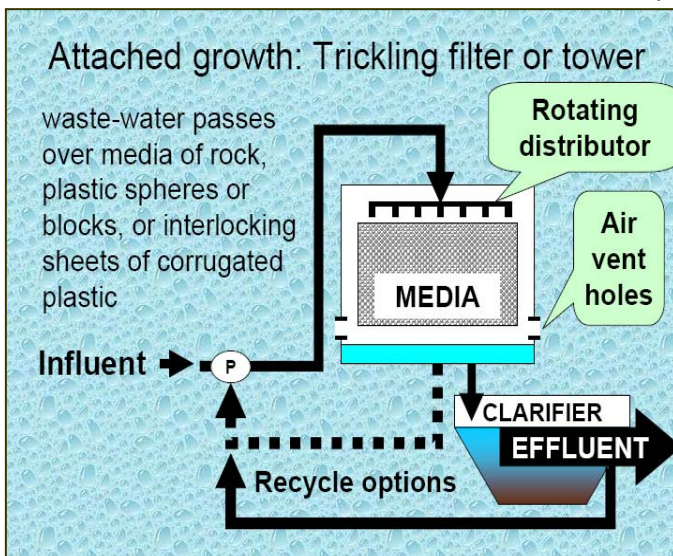 Attached growth: Trickling filter or tower
waste-water passes
over media of rock,
plastic spheres or
blocks, or interlocking
sheets of corrugated
plastic
Rotating
distributor
Air
vent
holes
MEDIA
Influent
P
CLARIFIER
EFFLUENT
Recycle options